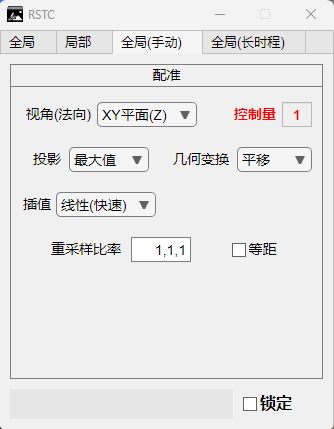 RSTC
全局 局部 全局(手动) 全局(长时程)
配准
视角(法向) XY平面(Z) 控制量 1
投影 最大值 几何变换 平移
插值 线性(快速)
重采样比率 1,1,1 等距
锁定